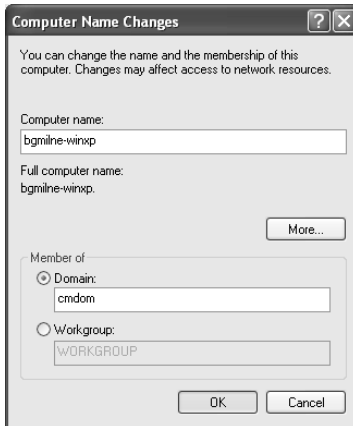 Computer Name Changes
You can change the name and the membership of this
computer. Changes may affect access to network resources.
Computer name:
bgmilne-winxp
Full computer name:
bgmilne-winxp.
More...
Member of
Domain:
cmdom
Workgroup:
WORKGROUP
OK Cancel